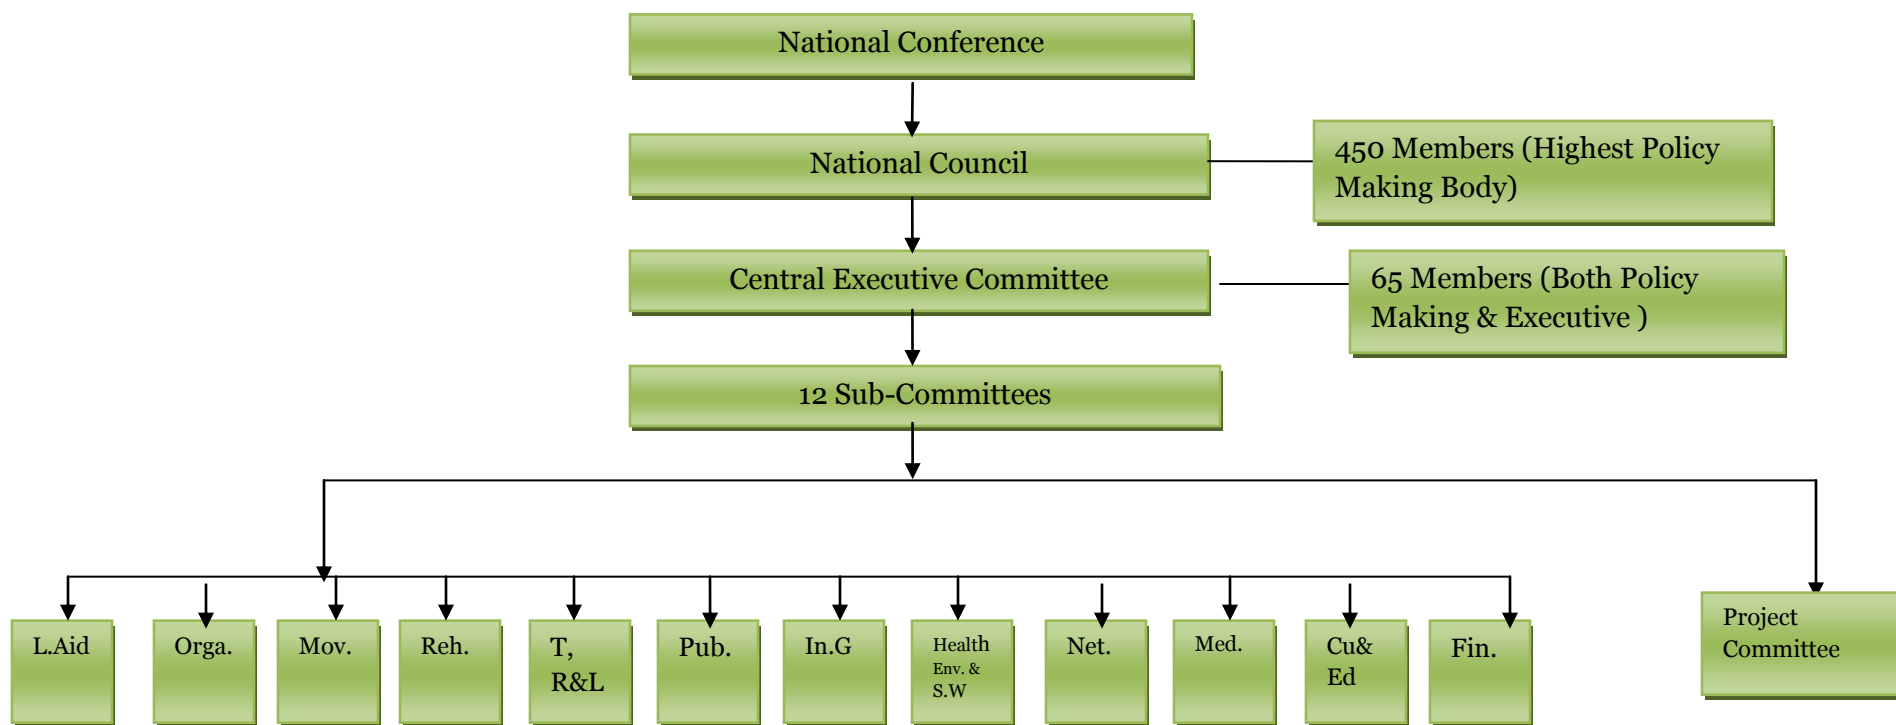 National Conference
National Council
450 Members (Highest Policy
Making Body)
Central Executive Committee
65 Members (Both Policy
Making & Executive )
12 Sub-Committees
L.Aid
Orga.
Mov.
Reh.
T,
R&L
Pub.
In.G
Health
Env. &
S.W
Net.
Med.
Cu&
Ed
Fin.
Project
Committee